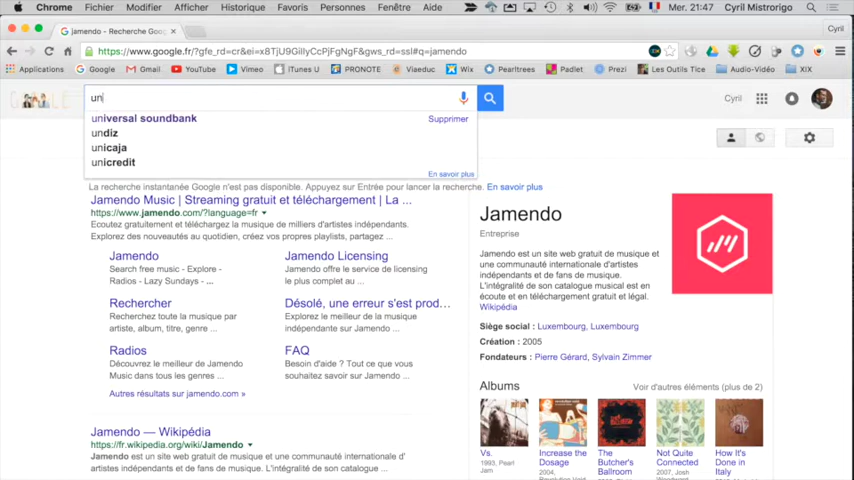 Chrome Fichier Modifier Affichage Historique Favoris Personnes Fenêtre Aide Mar. 21:47 Cyril Mistrorigo
jamendo - Recherche Goo Cyril
https://www.google.fr/?gfe_rd=cr&ei=x8TjU9GilIyCcPjFgNgF&gws_rd=ssl#q=jamendo
Applications Google Gmail YouTube Vimeo iTunes U PRONOTE Viaeduc Wix Pearltrees Padlet Prezi Les Outils Tice Audio-Vidéo XIX
un Cyril
universal soundbank Supprimer
undiz
unicaja
unicredit
En savoir plus
La recherche instantanée Google n'est pas disponible. Appuyez sur Entrée pour lancer la recherche. En savoir plus
Jamendo Music | Streaming gratuit et téléchargement | La ...
https://www.jamendo.com/?language=fr
Ecoutez gratuitement et téléchargez la musique de milliers d'artistes indépendants.
Explorez des nouveautés au quotidien, créez vos propres playlists, partagez ...
Jamendo
Search free music - Explore -
Radios - Lazy Sundays - ...
Jamendo Licensing
Jamendo offre le service de licensing
le plus complet au ...
Rechercher
Recherchez toute la musique par
artiste, album, titre, genre ...
Désolé, une erreur s'est prod…
Explorez le meilleur de la musique
indépendante sur Jamendo ...
Radios
Découvrez le meilleur de Jamendo
Music dans tous les genres ...
FAQ
Besoin d'aide ? Tout ce que vous
souhaitez savoir sur Jamendo ...
Autres résultats sur jamendo.com »
Jamendo — Wikipédia
https://fr.wikipedia.org/wiki/Jamendo
Jamendo est un site web gratuit de musique et une communauté internationale d'
artistes indépendants et de fans de musique. L'intégralité de son catalogue ...
Jamendo
Entreprise
Jamendo est un site web gratuit de musique et
une communauté internationale d'artistes
indépendants et de fans de musique.
L'intégralité de son catalogue musical est en
écoute et en téléchargement gratuit et légal.
Wikipédia
Siège social : Luxembourg, Luxembourg
Création : 2005
Fondateurs : Pierre Gérard, Sylvain Zimmer
Albums Voir d'autres éléments (plus de 2)
Vs.
1993, Pearl
Jam
Increase the
Dosage
2004,
Revolution Void
The
Butcher's
Ballroom
Not Quite
Connected
2007, Josh
Woodward
How It's
Done in
Italy